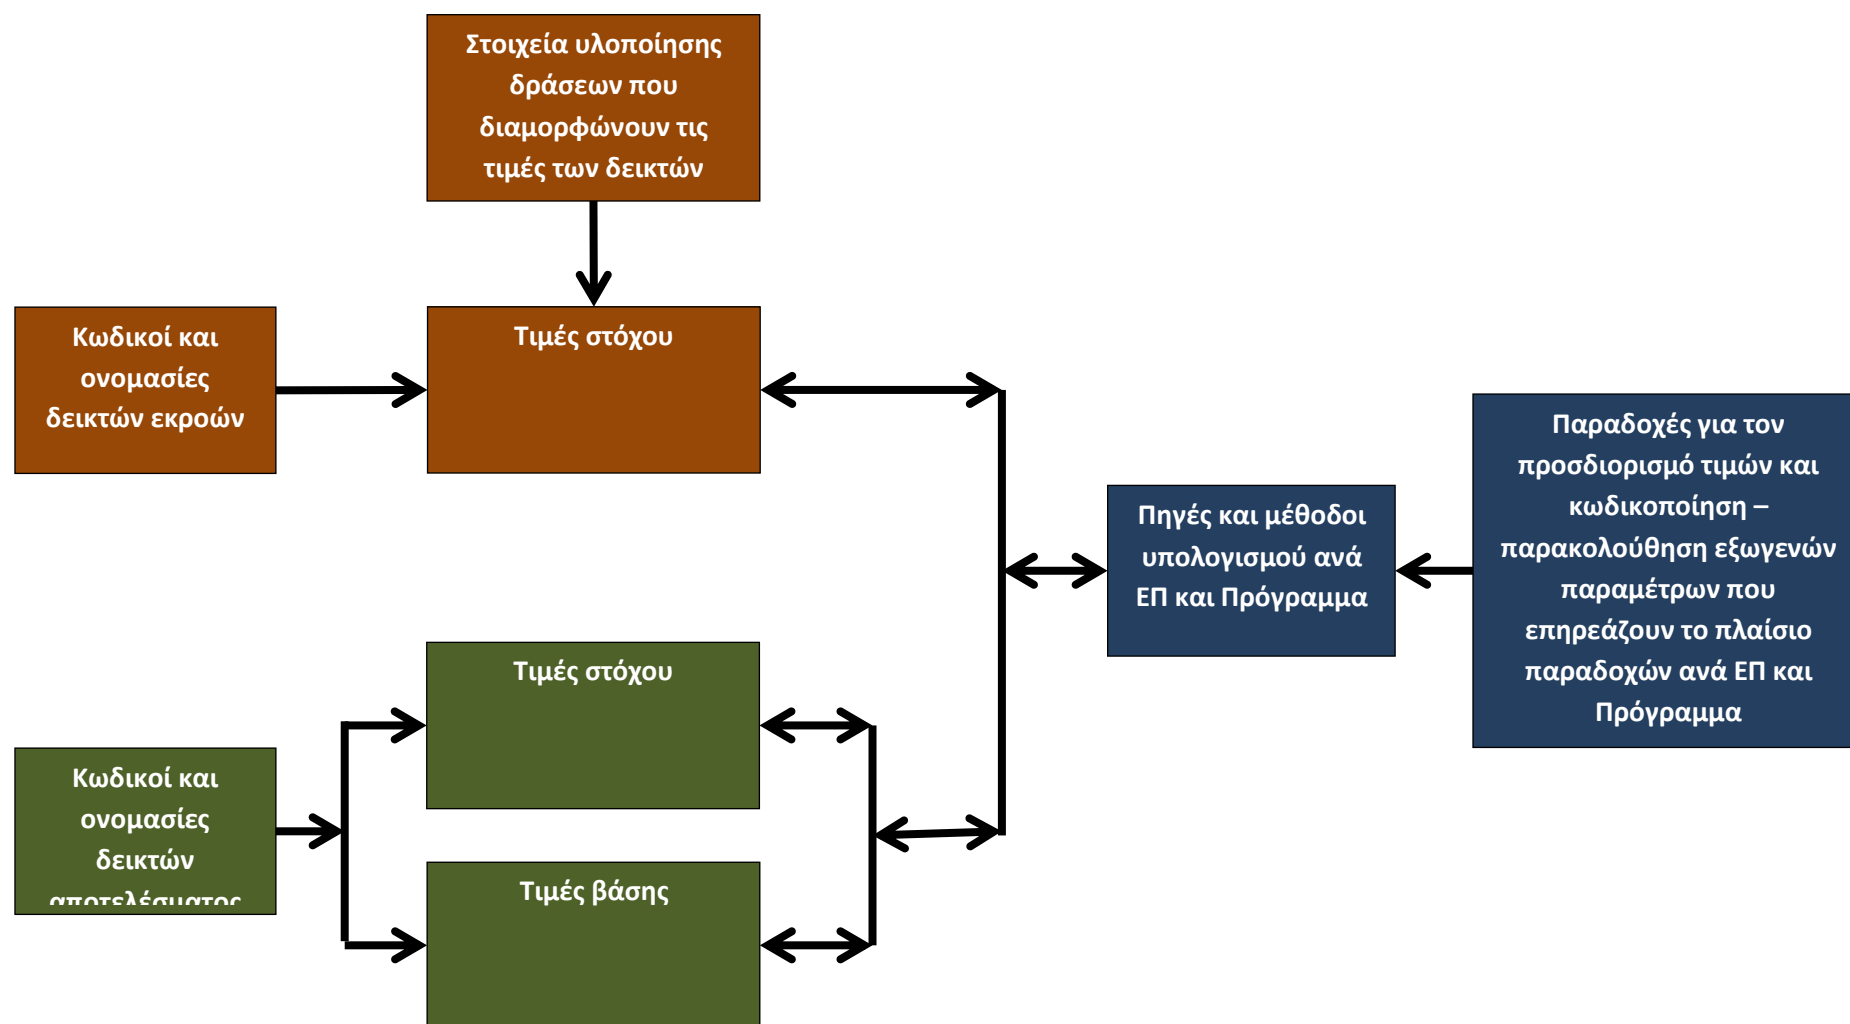 Στοιχεία υλοποίησης
δράσεων που
διαμορφώνουν τις
τιμές των δεικτών
Κωδικοί και
ονομασίες
δεικτών εκροών
Τιμές στόχου
Πηγές και μέθοδοι
υπολογισμού ανά
ΕΠ και Πρόγραμμα
Παραδοχές για τον
προσδιορισμό τιμών και
κωδικοποίηση –
παρακολούθηση εξωγενών
παραμέτρων που
επηρεάζουν το πλαίσιο
παραδοχών ανά ΕΠ και
Πρόγραμμα
Κωδικοί και
ονομασίες
δεικτών
αποτελέσματος
Τιμές στόχου
Τιμές βάσης